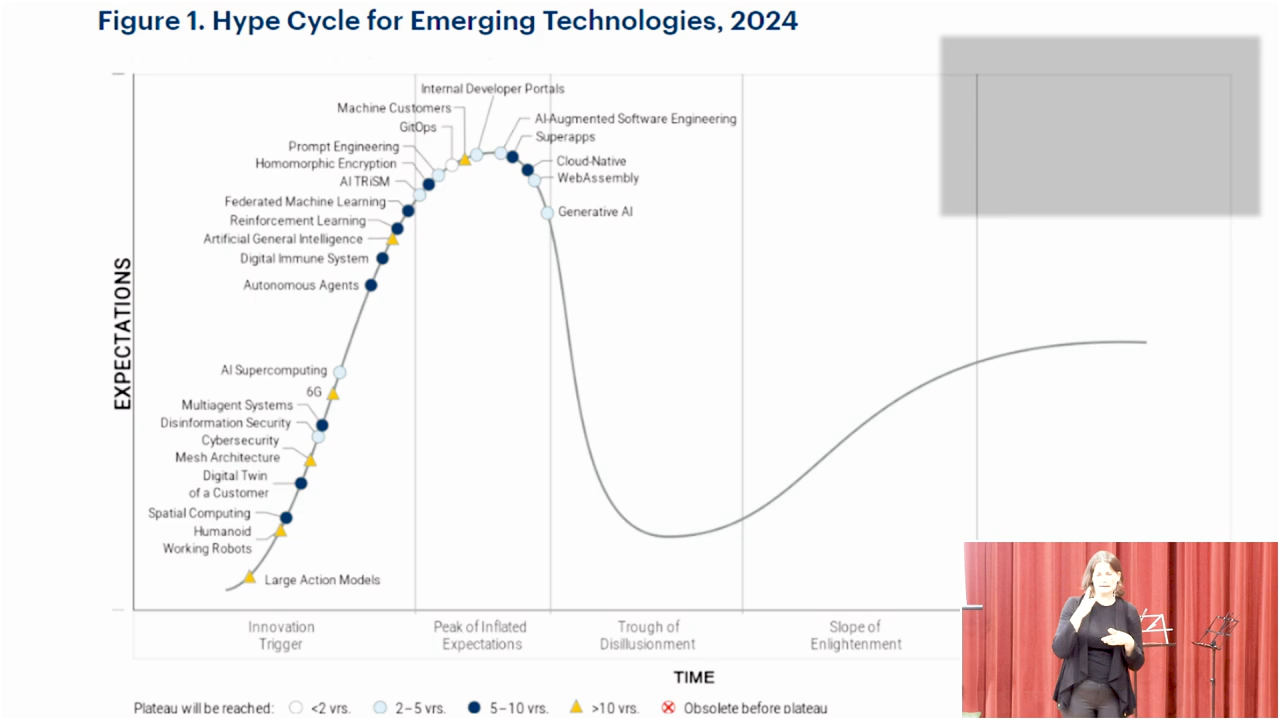 Figure 1. Hype Cycle for Emerging Technologies, 2024
Internal Developer Portals
Machine Customers
AI-Augmented Software Engineering
GitOps
Superapps
Prompt Engineering
Cloud-Native
Homomorphic Encryption
WebAssembly
AI TRiSM
Federated Machine Learning
Generative AI
Reinforcement Learning
Artificial General Intelligence
Digital Immune System
Autonomous Agents
EXPECTATIONS
AI Supercomputing
6G
Multiagent Systems
Disinformation Security
Cybersecurity
Mesh Architecture
Digital Twin
of a Customer
Spatial Computing
Humanoid
Working Robots
Large Action Models
Innovation
Trigger
Peak of Inflated
Expectations
Trough of
Disillusionment
Slope of
Enlightenment
TIME
Plateau will be reached: <2 vrs. 2–5 vrs. 5–10 vrs. >10 vrs. Obsolete before plateau